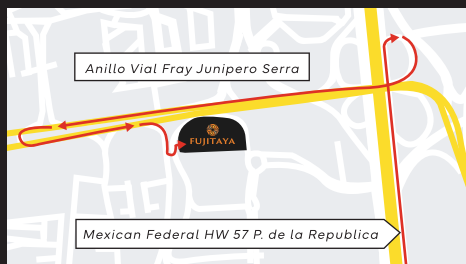 Anillo Vial Fray Junipero Serra
FUJITAYA
Mexican Federal HW 57 P. de la Republica